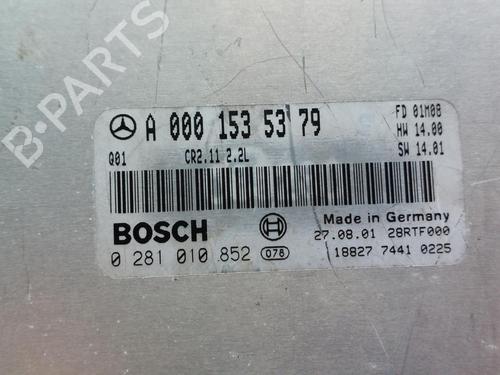 A 000 153 53 79
FD 01M08
HW 14.00
SW 14.01
Q01 CR2.11 2.2L
BOSCH
Made in Germany
27.08.01 28RTF000
0 281 010 852 078
18827 7441 0225
B-PARTS